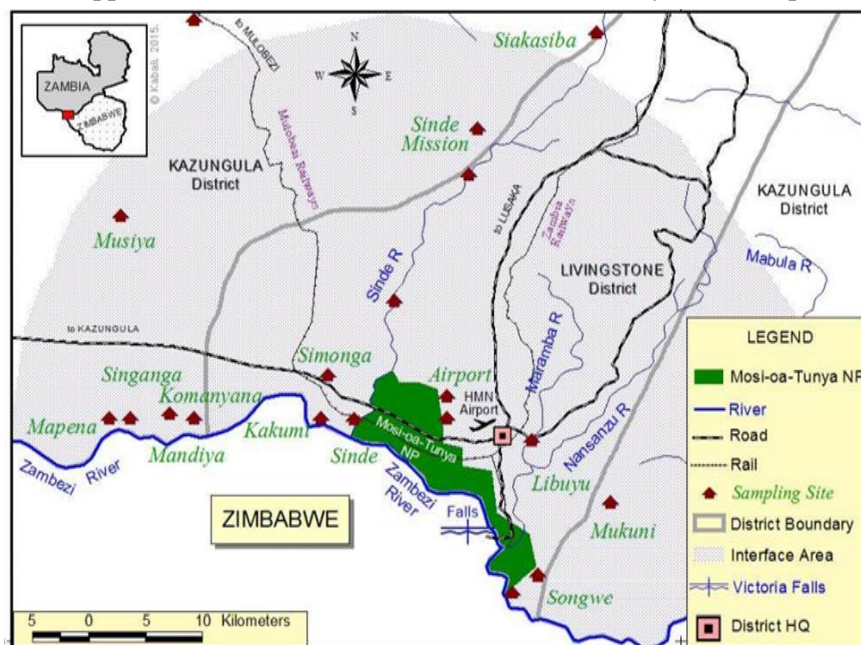 © Kabali, 2015.
ZAMBIA
ZIMBABWE
N
W
E
S
to MULOBEZI
Mulobezi Railways
KAZUNGULA
District
Siakasiba
Sinde
Mission
to LUSAKA
Zambia
Railways
KAZUNGULA
District
Mabula R
Musiya
Sinde R
LIVINGSTONE
District
Maramba R
Nansanzu R
to KAZUNGULA
Simonga
Singanga
Komanyana
Airport
HMN
Airport
Mapena
Mandiya
Kakumi
Sinde
Mosi-oa-Tunya
NP
Libuyu
Zambezi River
Zambezi
River
Mukuni
ZIMBABWE
Falls
Songwe
5 0 5 10 Kilometers
LEGEND
Mosi-oa-Tunya NP
River
Road
Rail
Sampling Site
District Boundary
Interface Area
Victoria Falls
District HQ